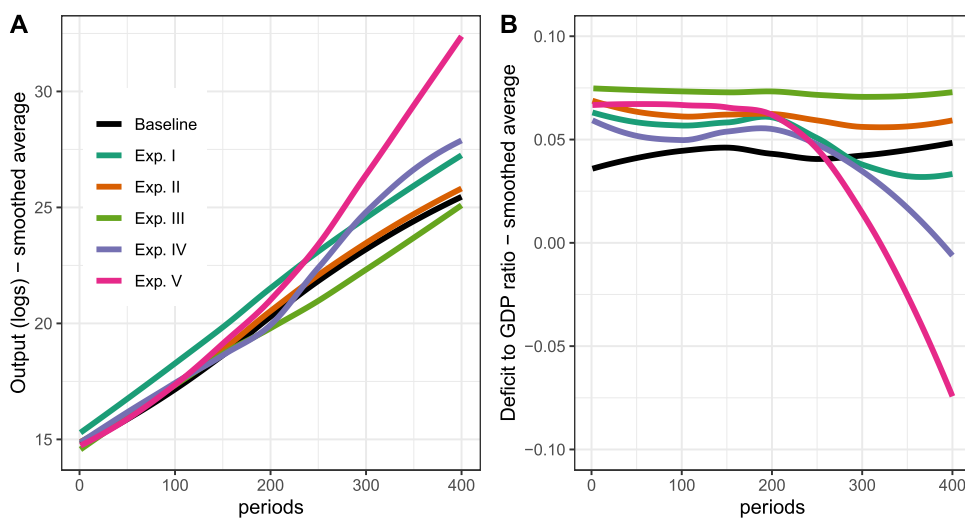 A
Output (logs) − smoothed average
30
25
20
15
Baseline
Exp. I
Exp. II
Exp. III
Exp. IV
Exp. V
0 100 200 300 400
periods
B
Deficit to GDP ratio − smoothed average
0.10
0.05
0.00
−0.05
−0.10
0 100 200 300 400
periods